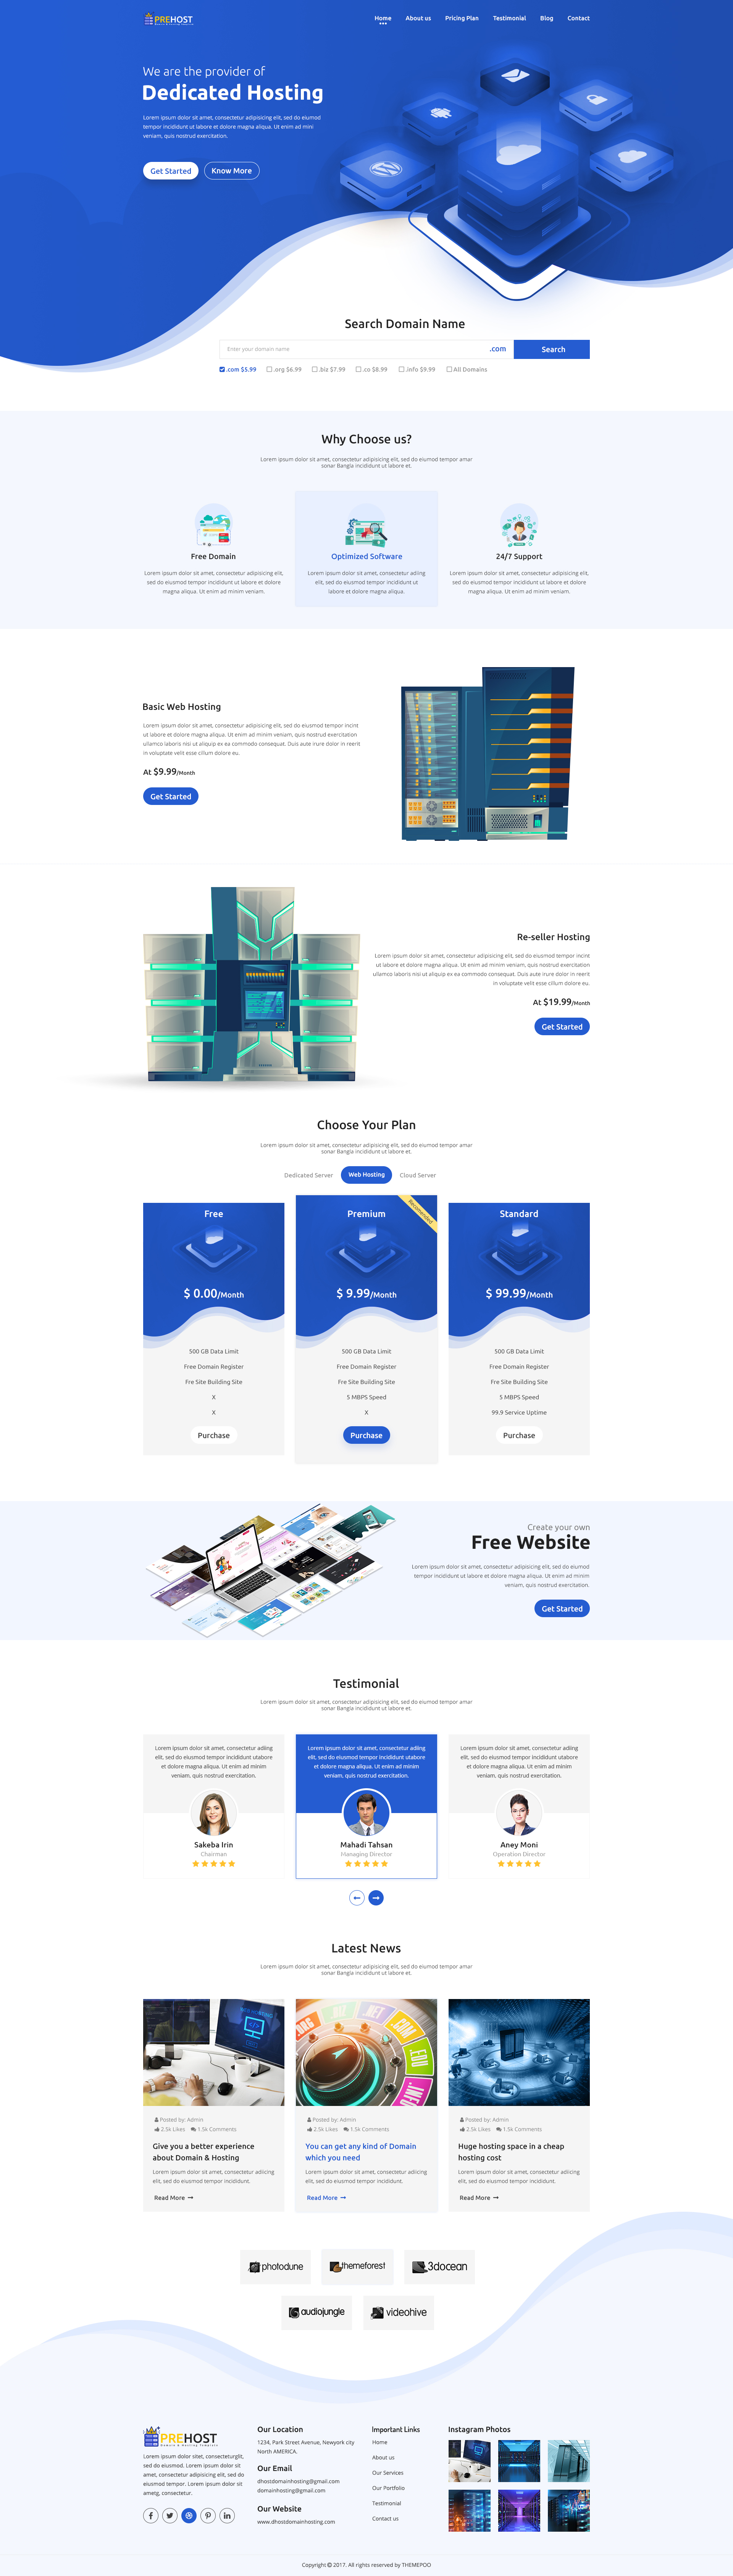 PREHOST
Home About us Pricing Plan Testimonial Blog Contact
We are the provider of
Dedicated Hosting
Lorem ipsum dolor sit amet, consectetur adipisicing elit, sed do eiumod
tempor incididunt ut labore et dolore magna aliqua. Ut enim ad mini
veniam, quis nostrud exercitation.
Get Started Know More
Search Domain Name
Enter your domain name .com Search
.com $5.99 .org $6.99 .biz $7.99 .co $8.99 .info $9.99 All Domains
Why Choose us?
Lorem ipsum dolor sit amet, consectetur adipisicing elit, sed do eiumod tempor amar
sonar Bangla incididunt ut labore et.
Free Domain
Lorem ipsum dolor sit amet, consectetur adipisicing elit,
sed do eiusmod tempor incididunt ut labore et dolore
magna aliqua. Ut enim ad minim veniam.
Optimized Software
Lorem ipsum dolor sit amet, consectetur adiing
elit, sed do eiusmod tempor incididunt ut
labore et dolore magna aliqua.
24/7 Support
Lorem ipsum dolor sit amet, consectetur adipisicing elit,
sed do eiusmod tempor incididunt ut labore et dolore
magna aliqua. Ut enim ad minim veniam.
Basic Web Hosting
Lorem ipsum dolor sit amet, consectetur adipisicing elit, sed do eiusmod tempor incint
ut labore et dolore magna aliqua. Ut enim ad minim veniam, quis nostrud exercitation
ullamco laboris nisi ut aliquip ex ea commodo consequat. Duis aute irure dolor in reerit
in voluptate velit esse cillum dolore eu.
At $9.99/Month
Get Started
Re-seller Hosting
Lorem ipsum dolor sit amet, consectetur adipisicing elit, sed do eiusmod tempor incint
ut labore et dolore magna aliqua. Ut enim ad minim veniam, quis nostrud exercitation
ullamco laboris nisi ut aliquip ex ea commodo consequat. Duis aute irure dolor in reerit
in voluptate velit esse cillum dolore eu.
At $19.99/Month
Get Started
Choose Your Plan
Lorem ipsum dolor sit amet, consectetur adipisicing elit, sed do eiumod tempor amar
sonar Bangla incididunt ut labore et.
Dedicated Server Web Hosting Cloud Server
Free
$ 0.00/Month
500 GB Data Limit
Free Domain Register
Fre Site Building Site
X
X
Purchase
Premium
Recomended
$ 9.99/Month
500 GB Data Limit
Free Domain Register
Fre Site Building Site
5 MBPS Speed
X
Purchase
Standard
$ 99.99/Month
500 GB Data Limit
Free Domain Register
Fre Site Building Site
5 MBPS Speed
99.9 Service Uptime
Purchase
Create your own
Free Website
Lorem ipsum dolor sit amet, consectetur adipisicing elit, sed do eiusmod
tempor incididunt ut labore et dolore magna aliqua. Ut enim ad minim
veniam, quis nostrud exercitation.
Get Started
Testimonial
Lorem ipsum dolor sit amet, consectetur adipisicing elit, sed do eiumod tempor amar
sonar Bangla incididunt ut labore et.
Lorem ipsum dolor sit amet, consectetur adiing
elit, sed do eiusmod tempor incididunt utabore
et dolore magna aliqua. Ut enim ad minim
veniam, quis nostrud exercitation.
Sakeba Irin
Chairman
Lorem ipsum dolor sit amet, consectetur adiing
elit, sed do eiusmod tempor incididunt utabore
et dolore magna aliqua. Ut enim ad minim
veniam, quis nostrud exercitation.
Mahadi Tahsan
Managing Director
Lorem ipsum dolor sit amet, consectetur adiing
elit, sed do eiusmod tempor incididunt utabore
et dolore magna aliqua. Ut enim ad minim
veniam, quis nostrud exercitation.
Aney Moni
Operation Director
Latest News
Lorem ipsum dolor sit amet, consectetur adipisicing elit, sed do eiumod tempor amar
sonar Bangla incididunt ut labore et.
Posted by: Admin
2.5k Likes 1.5k Comments
Give you a better experience
about Domain & Hosting
Lorem ipsum dolor sit amet, consectetur adiicing
elit, sed do eiusmod tempor incididunt.
Read More
.NET
EDU
.INFO
Posted by: Admin
2.5k Likes 1.5k Comments
You can get any kind of Domain
which you need
Lorem ipsum dolor sit amet, consectetur adiicing
elit, sed do eiusmod tempor incididunt.
Read More
Posted by: Admin
2.5k Likes 1.5k Comments
Huge hosting space in a cheap
hosting cost
Lorem ipsum dolor sit amet, consectetur adiicing
elit, sed do eiusmod tempor incididunt.
Read More
photodune themeforest 3docean
audiojungle videohive
PREHOST
Lorem ipsum dolor sitet, consecteturglit,
sed do eiusmod. Lorem ipsum dolor sit
amet, consectetur adipisicing elit, sed do
eiusmod tempor. Lorem ipsum dolor sit
ametg, consectetur.
Our Location
1234, Park Street Avenue, Newyork city
North AMERICA.
Our Email
dhostdomainhosting@gmail.com
domainhosting@gmail.com
Our Website
www.dhostdomainhosting.com
Important Links
Home
About us
Our Services
Our Portfolio
Testimonial
Contact us
Instagram Photos
Copyright © 2017. All rights reserved by THEMEPOO